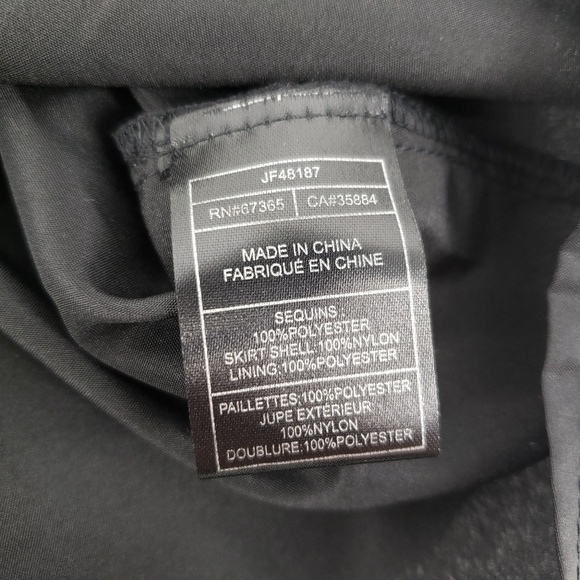 JF48187
RN#67365 CA#35884
MADE IN CHINA
FABRIQUÉ EN CHINE
SEQUINS :
100%POLYESTER
SKIRT SHELL:100%NYLON
LINING:100%POLYESTER
PAILLETTES:100%POLYESTER
JUPE EXTÉRIEUR
100%NYLON
DOUBLURE:100%POLYESTER